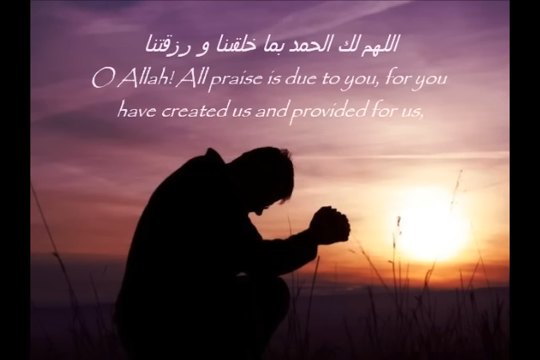 اللهم لك الحمد بما خلقنا و رزقتنا
O Allah! All praise is due to you, for you
have created us and provided for us,